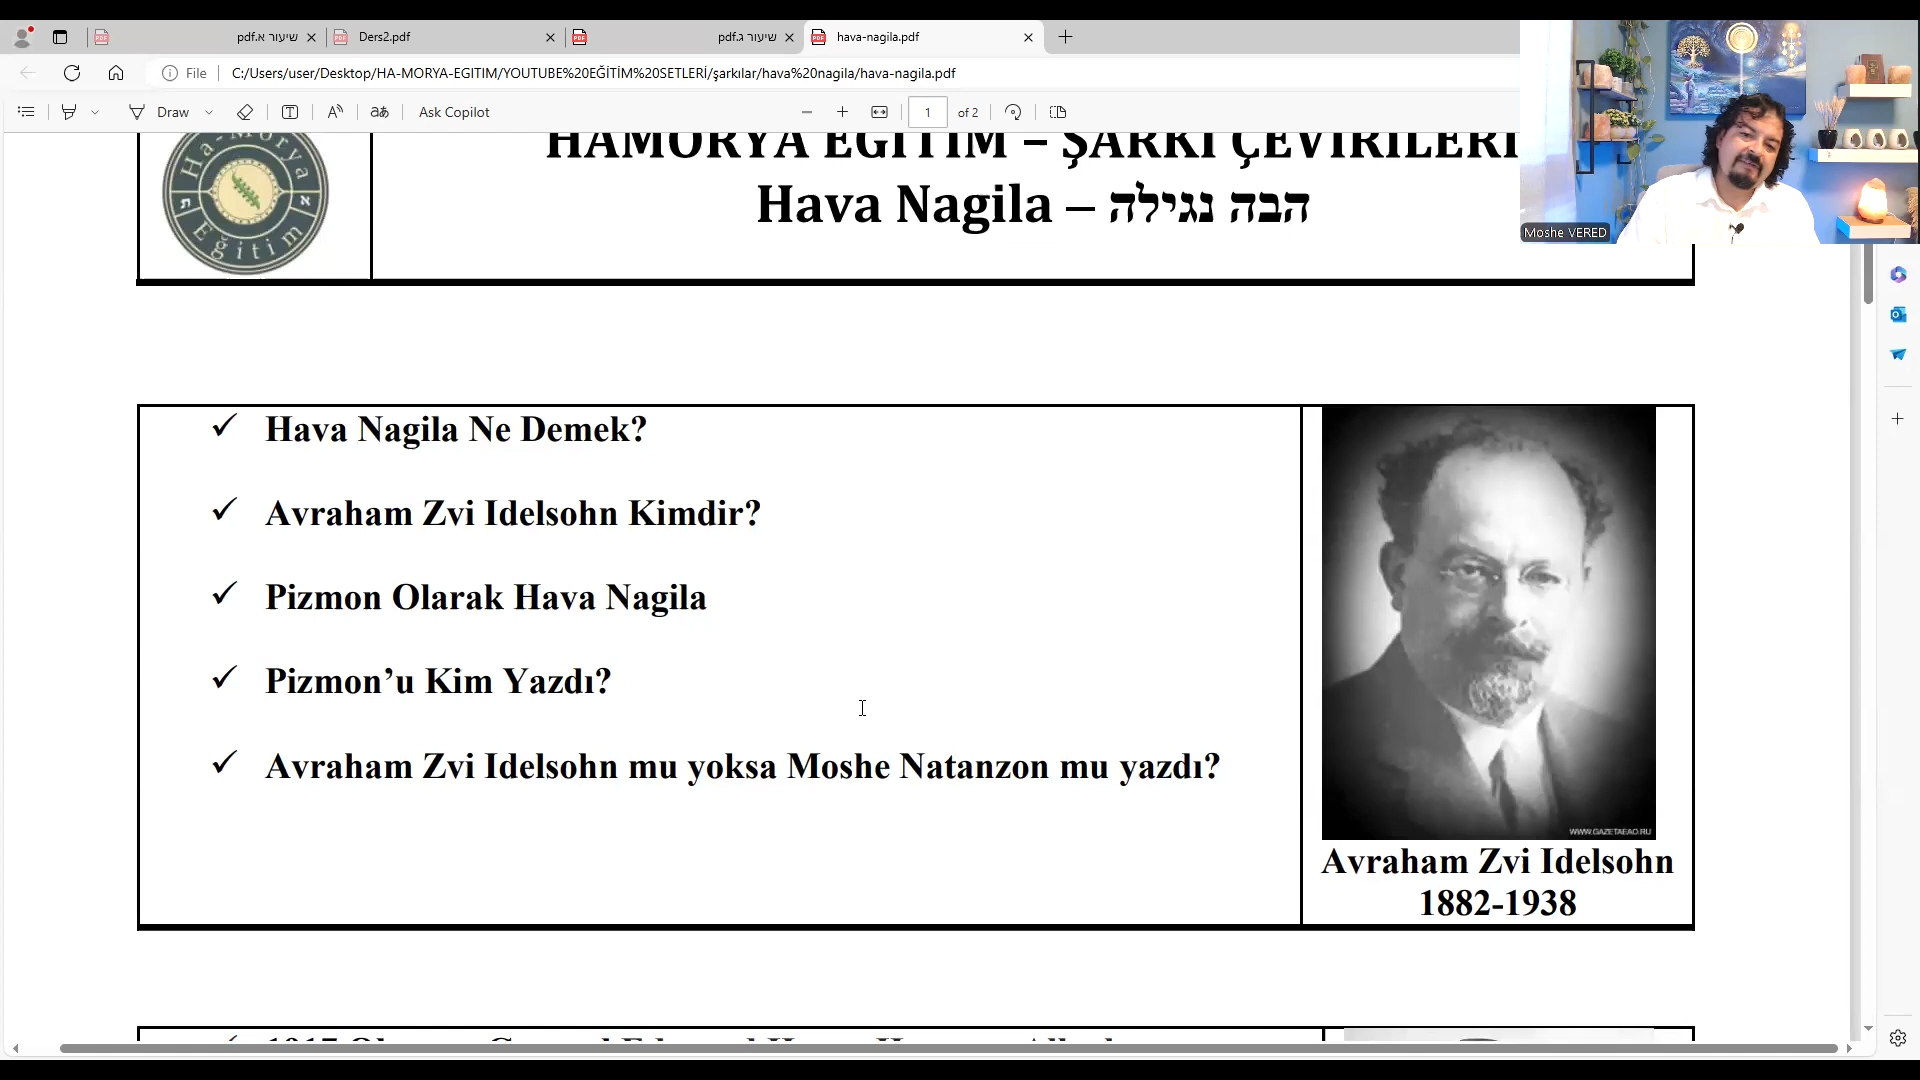 שיעור א.pdf
Ders2.pdf
שיעור ג.pdf
hava-nagila.pdf
File
C:/Users/user/Desktop/HA-MORYA-EGITIM/YOUTUBE%20EĞİTİM%20SETLERİ/şarkılar/hava%20nagila/hava-nagila.pdf
Draw
Ask Copilot
1 of 2
Moshe VERED
Ha-Morya
ת
א
Eğitim
HAMORYA EĞİTİM – ŞARKI ÇEVİRİLERİ
Hava Nagila – הבה נגילה
✓ Hava Nagila Ne Demek?
✓ Avraham Zvi Idelsohn Kimdir?
✓ Pizmon Olarak Hava Nagila
✓ Pizmon’u Kim Yazdı?
✓ Avraham Zvi Idelsohn mu yoksa Moshe Natanzon mu yazdı?
WWW.GAZETAEAO.RU
Avraham Zvi Idelsohn
1882-1938